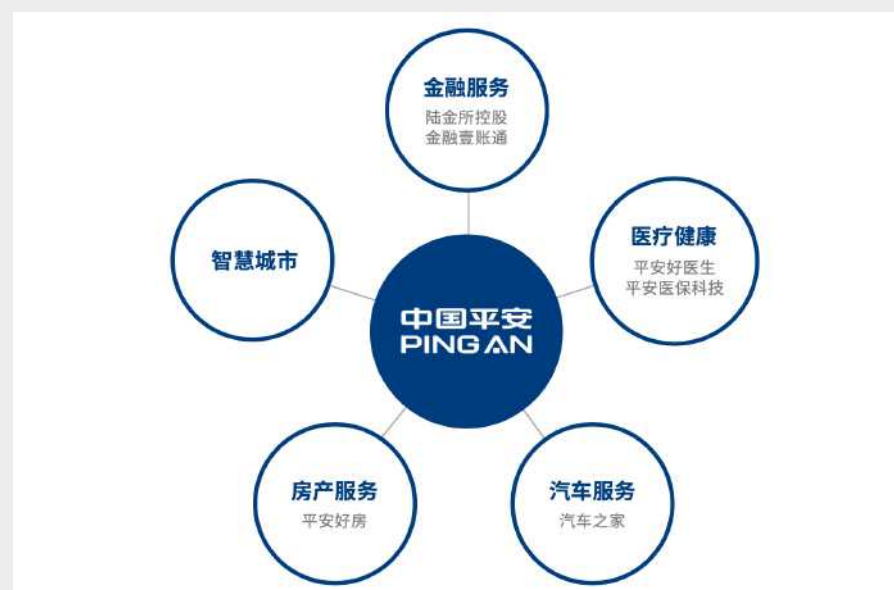 金融服务
陆金所控股
金融壹账通
智慧城市
医疗健康
平安好医生
平安医保科技
中国平安
PING AN
房产服务
平安好房
汽车服务
汽车之家